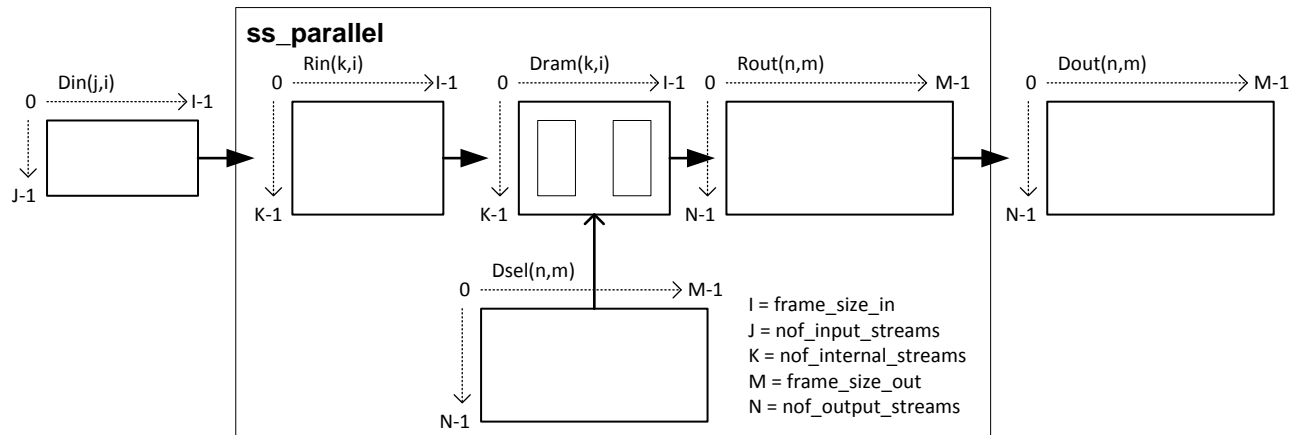 ss_parallel
Din(j,i)
0
I-1
J-1
Rin(k,i)
0
I-1
K-1
Dram(k,i)
0
I-1
K-1
Rout(n,m)
0
M-1
N-1
Dout(n,m)
0
M-1
N-1
Dsel(n,m)
0
M-1
N-1
I = frame_size_in
J = nof_input_streams
K = nof_internal_streams
M = frame_size_out
N = nof_output_streams